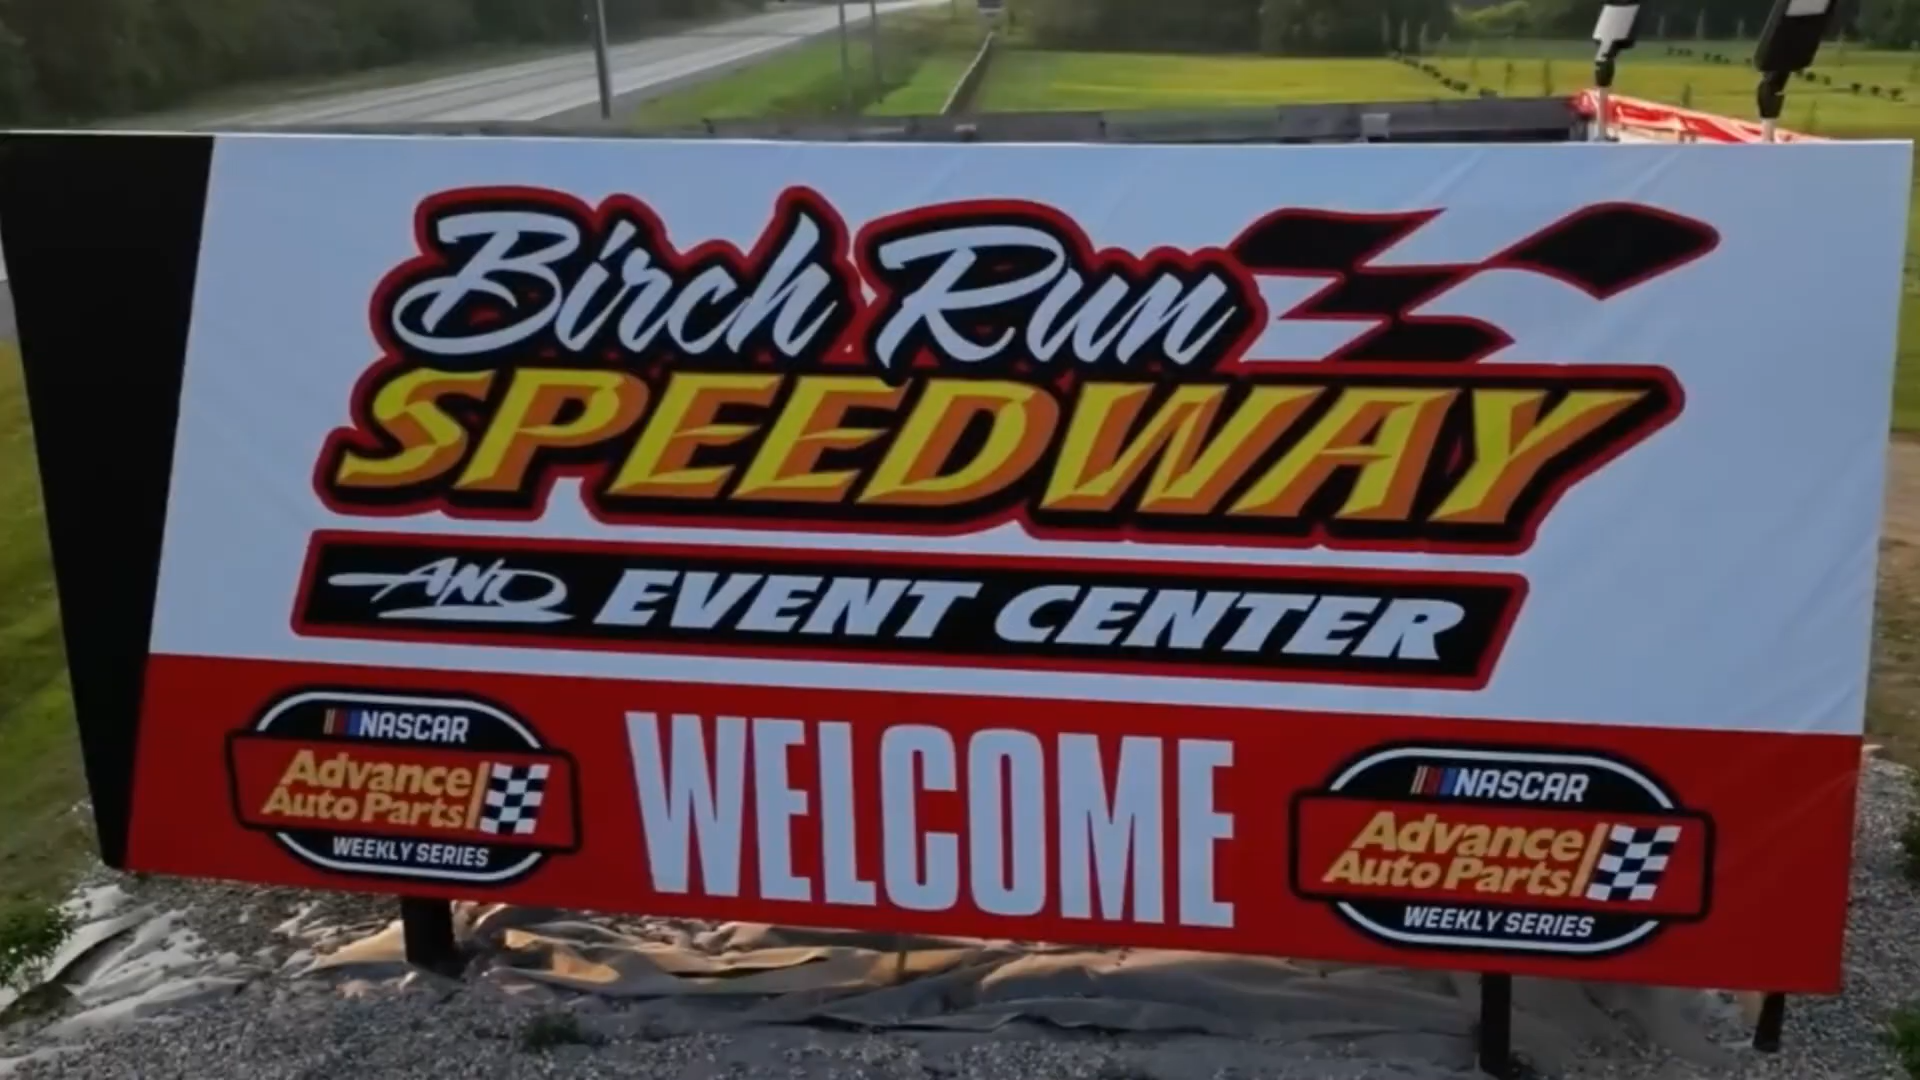 Birch Run
SPEEDWAY
AND EVENT CENTER
NASCAR
Advance
Auto Parts
WEEKLY SERIES
WELCOME
NASCAR
Advance
Auto Parts
WEEKLY SERIES